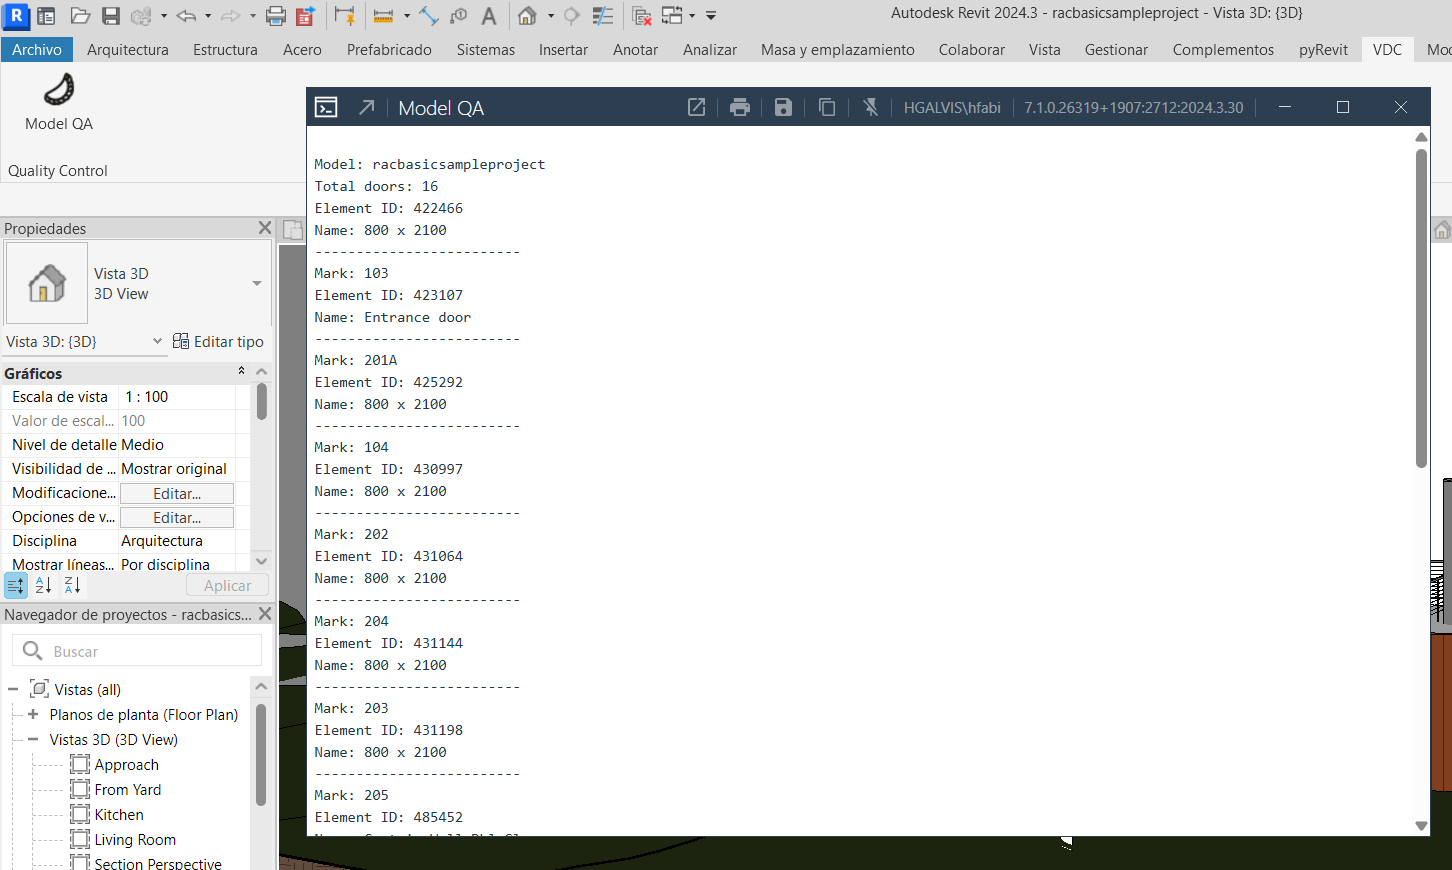 Autodesk Revit 2024.3 - racbasicsampleproject - Vista 3D: {3D}
Archivo Arquitectura Estructura Acero Prefabricado Sistemas Insertar Anotar Analizar Masa y emplazamiento Colaborar Vista Gestionar Complementos pyRevit VDC Moc
Model QA
Quality Control
Model QA HGALVIS\hfabi 7.1.0.26319+1907:2712:2024.3.30
Model: racbasicsampleproject
Total doors: 16
Element ID: 422466
Name: 800 x 2100
-------------------------
Mark: 103
Element ID: 423107
Name: Entrance door
-------------------------
Mark: 201A
Element ID: 425292
Name: 800 x 2100
-------------------------
Mark: 104
Element ID: 430997
Name: 800 x 2100
-------------------------
Mark: 202
Element ID: 431064
Name: 800 x 2100
-------------------------
Mark: 204
Element ID: 431144
Name: 800 x 2100
-------------------------
Mark: 203
Element ID: 431198
Name: 800 x 2100
-------------------------
Mark: 205
Element ID: 485452
Propiedades
Vista 3D
3D View
Vista 3D: {3D} Editar tipo
Gráficos
Escala de vista 1 : 100
Valor de escal... 100
Nivel de detalle Medio
Visibilidad de ... Mostrar original
Modificacione... Editar...
Opciones de v... Editar...
Disciplina Arquitectura
Mostrar líneas... Por disciplina
Aplicar
Navegador de proyectos - racbasics...
Buscar
Vistas (all)
Planos de planta (Floor Plan)
Vistas 3D (3D View)
Approach
From Yard
Kitchen
Living Room
Section Perspective